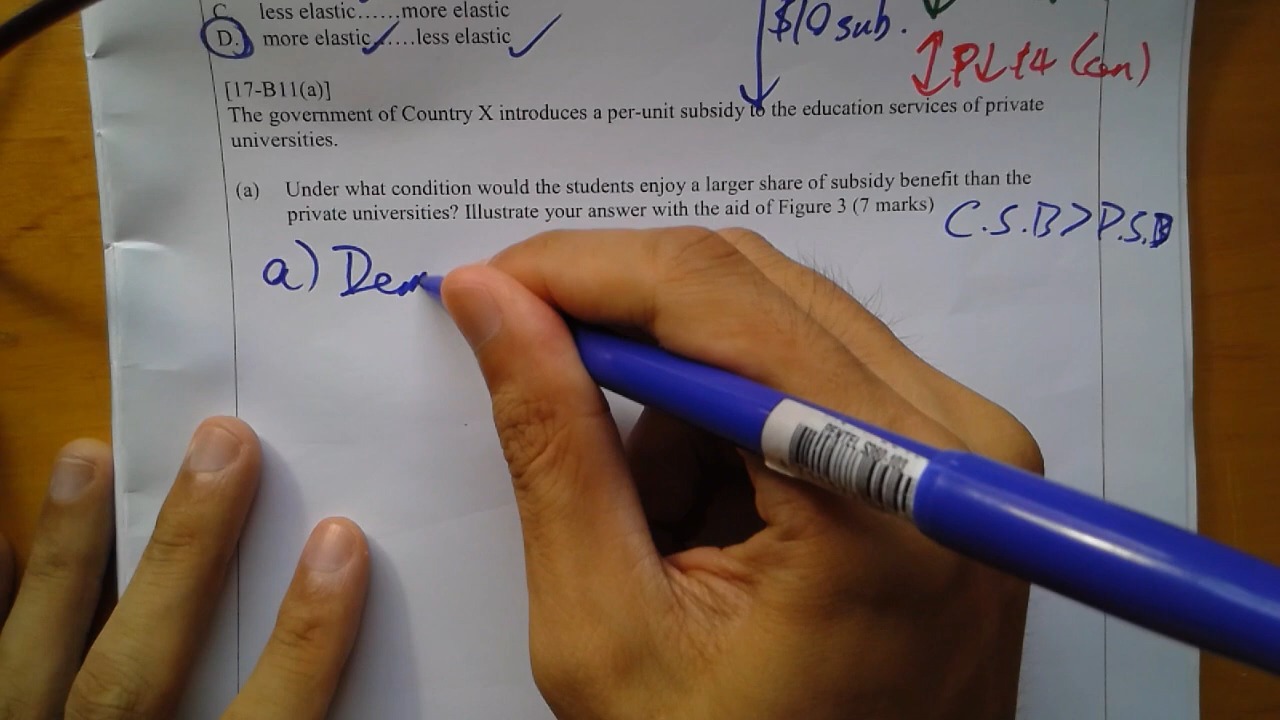 C. less elastic......more elastic
D. more elastic......less elastic
$10 sub.
P↓ $4 (con)
[17-B11(a)]
The government of Country X introduces a per-unit subsidy to the education services of private
universities.
(a) Under what condition would the students enjoy a larger share of subsidy benefit than the
private universities? Illustrate your answer with the aid of Figure 3 (7 marks)
C.S.B > P.S.B
a) Dem
PENTEL